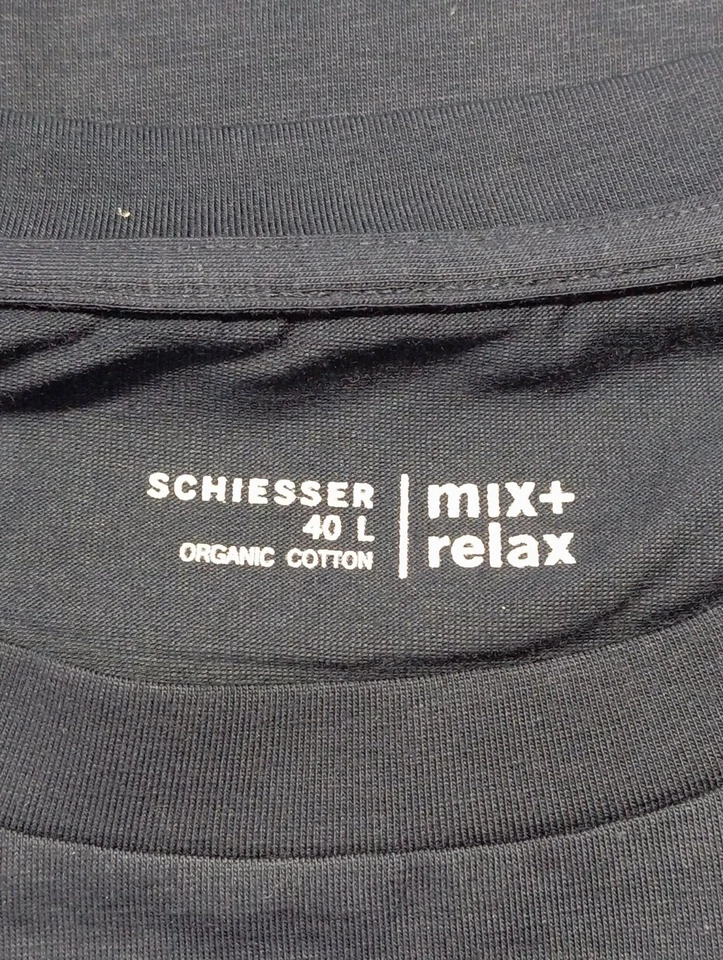 SCHIESSER
40 L
ORGANIC COTTON
mix+
relax